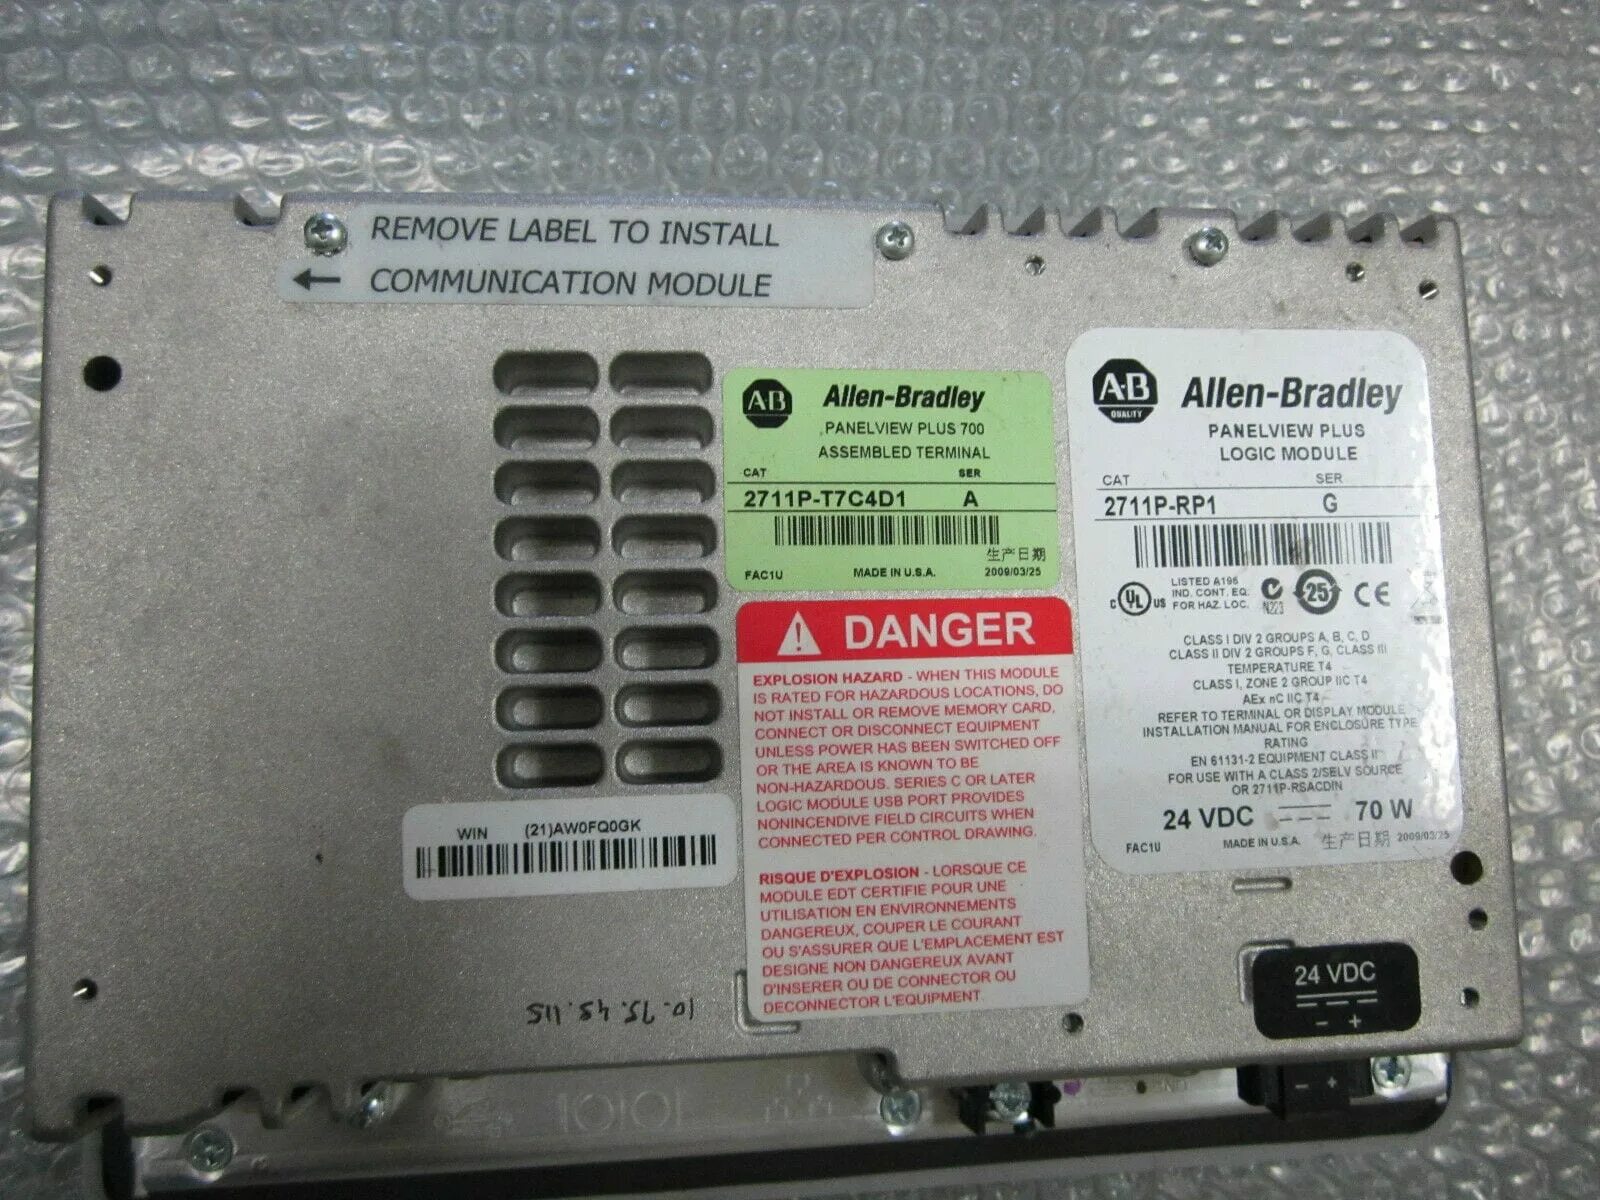 REMOVE LABEL TO INSTALL
← COMMUNICATION MODULE
AB
Allen-Bradley
PANELVIEW PLUS 700
ASSEMBLED TERMINAL
CAT SER
2711P-T7C4D1 A
生产日期
FAC1U MADE IN U.S.A. 2009/03/25
A-B
QUALITY
Allen-Bradley
PANELVIEW PLUS
LOGIC MODULE
CAT SER
2711P-RP1 G
LISTED A196
IND. CONT. EQ.
FOR HAZ. LOC.
C UL US
N223
25
CE
CLASS I DIV 2 GROUPS A, B, C, D
CLASS II DIV 2 GROUPS F, G, CLASS III
TEMPERATURE T4
CLASS I, ZONE 2 GROUP IIC T4
AEx nC IIC T4
REFER TO TERMINAL OR DISPLAY MODULE
INSTALLATION MANUAL FOR ENCLOSURE TYPE
RATING
EN 61131-2 EQUIPMENT CLASS II
FOR USE WITH A CLASS 2/SELV SOURCE
OR 2711P-RSACDIN
24 VDC 70 W
FAC1U MADE IN U.S.A. 生产日期 2009/03/25
DANGER
EXPLOSION HAZARD - WHEN THIS MODULE
IS RATED FOR HAZARDOUS LOCATIONS, DO
NOT INSTALL OR REMOVE MEMORY CARD,
CONNECT OR DISCONNECT EQUIPMENT
UNLESS POWER HAS BEEN SWITCHED OFF
OR THE AREA IS KNOWN TO BE
NON-HAZARDOUS. SERIES C OR LATER
LOGIC MODULE USB PORT PROVIDES
NONINCENDIVE FIELD CIRCUITS WHEN
CONNECTED PER CONTROL DRAWING.
RISQUE D'EXPLOSION - LORSQUE CE
MODULE EDT CERTIFIE POUR UNE
UTILISATION EN ENVIRONNEMENTS
DANGEREUX, COUPER LE COURANT
OU S'ASSURER QUE L'EMPLACEMENT EST
DESIGNE NON DANGEREUX AVANT
D'INSERER OU DE CONNECTOR OU
DECONNECTOR L'EQUIPMENT
WIN (21)AW0FQ0GK
24 VDC
- +
- +